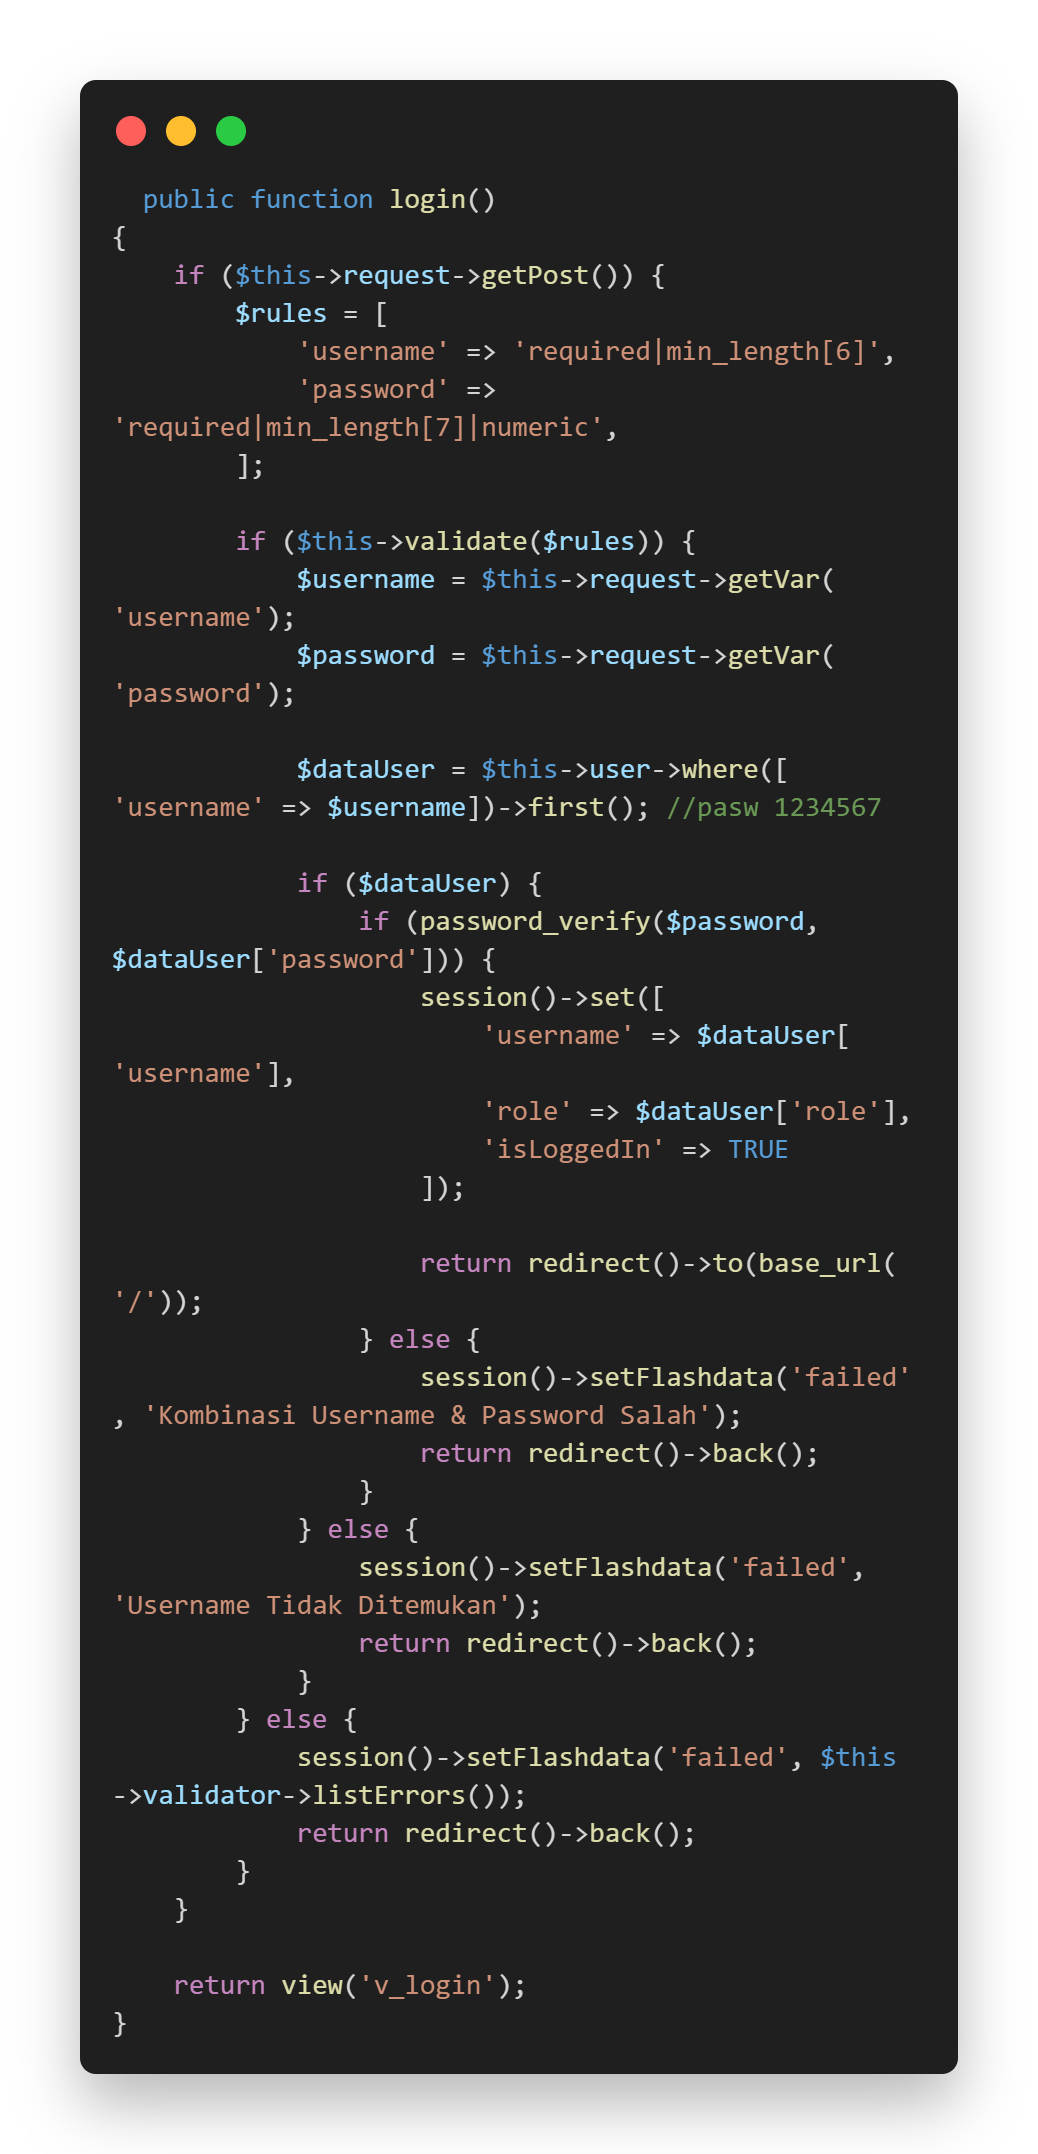 public function login()
{
    if ($this->request->getPost()) {
        $rules = [
            'username' => 'required|min_length[6]',
            'password' =>
'required|min_length[7]|numeric',
        ];

        if ($this->validate($rules)) {
            $username = $this->request->getVar(
'username');
            $password = $this->request->getVar(
'password');

            $dataUser = $this->user->where([
'username' => $username])->first(); //pasw 1234567

            if ($dataUser) {
                if (password_verify($password,
$dataUser['password'])) {
                    session()->set([
                        'username' => $dataUser[
'username'],
                        'role' => $dataUser['role'],
                        'isLoggedIn' => TRUE
                    ]);

                    return redirect()->to(base_url(
'/'));
                } else {
                    session()->setFlashdata('failed'
, 'Kombinasi Username & Password Salah');
                    return redirect()->back();
                }
            } else {
                session()->setFlashdata('failed',
'Username Tidak Ditemukan');
                return redirect()->back();
            }
        } else {
            session()->setFlashdata('failed', $this
->validator->listErrors());
            return redirect()->back();
        }
    }

    return view('v_login');
}